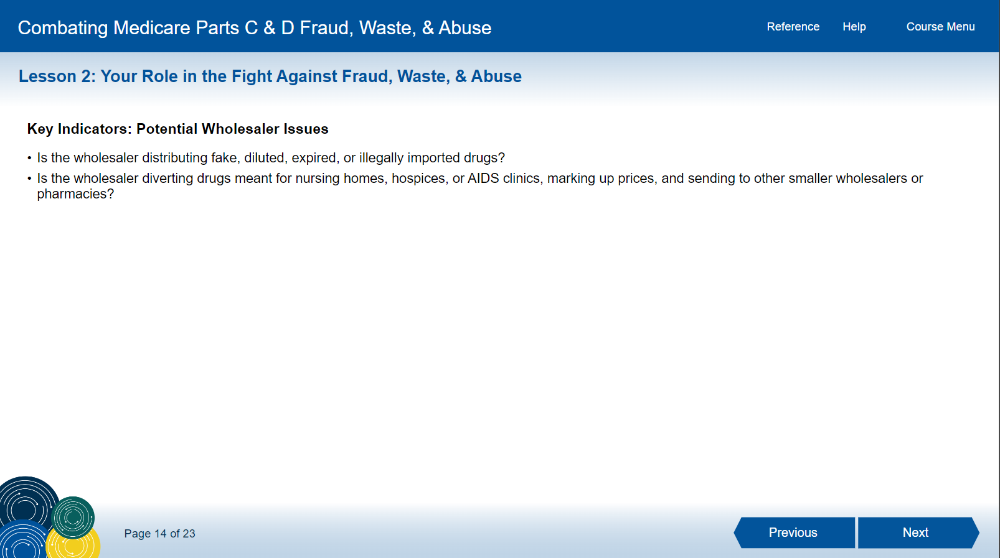 Combating Medicare Parts C & D Fraud, Waste, & Abuse
Reference
Help
Course Menu
Lesson 2: Your Role in the Fight Against Fraud, Waste, & Abuse
Key Indicators: Potential Wholesaler Issues
• Is the wholesaler distributing fake, diluted, expired, or illegally imported drugs?
• Is the wholesaler diverting drugs meant for nursing homes, hospices, or AIDS clinics, marking up prices, and sending to other smaller wholesalers or
pharmacies?
Page 14 of 23
Previous
Next